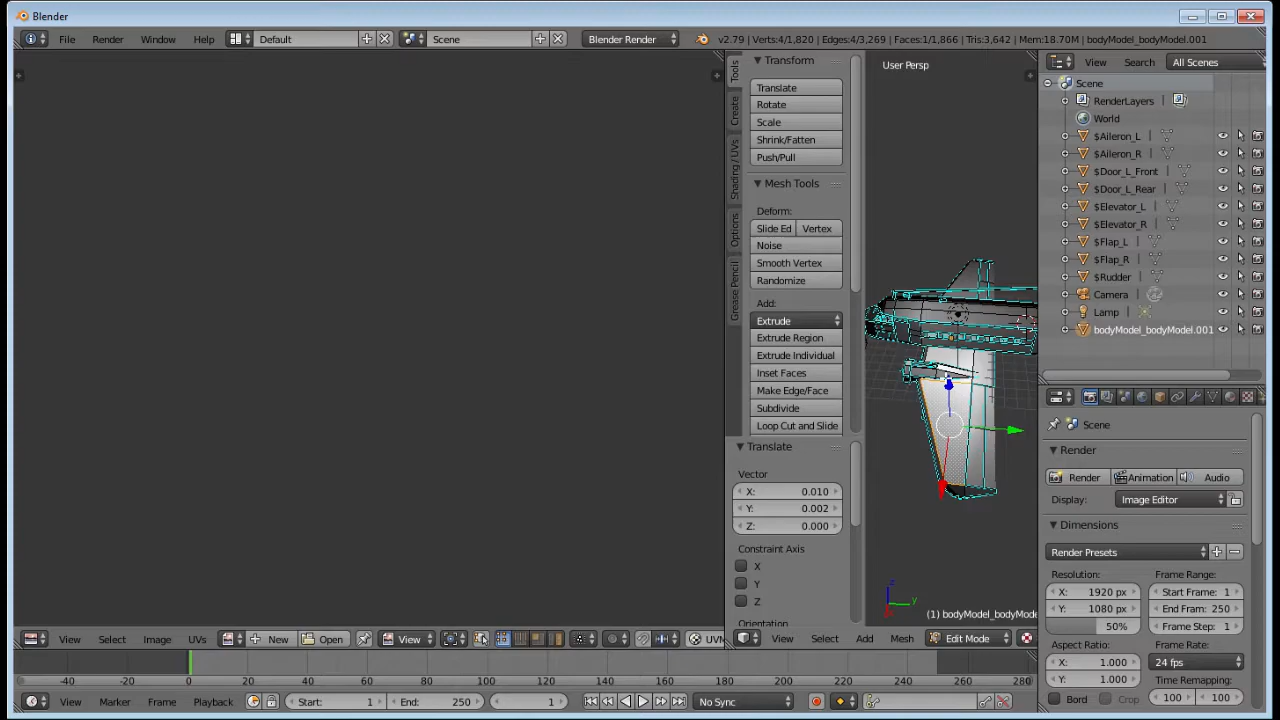 Blender
File Render Window Help Default Scene Blender Render v2.79 | Verts:4/1,820 | Edges:4/3,269 | Faces:1/1,866 | Tris:3,642 | Mem:18.70M | bodyModel_bodyModel.001
Tools
Create
Shading / UVs
Options
Grease Pencil
Transform
Translate
Rotate
Scale
Shrink/Fatten
Push/Pull
Mesh Tools
Deform:
Slide Ed Vertex
Noise
Smooth Vertex
Randomize
Add:
Extrude
Extrude Region
Extrude Individual
Inset Faces
Make Edge/Face
Subdivide
Loop Cut and Slide
Translate
Vector
X: 0.010
Y: 0.002
Z: 0.000
Constraint Axis
X
Y
Z
Orientation
User Persp
(1) bodyModel_bodyMode
View Search All Scenes
Scene
RenderLayers
World
$Aileron_L
$Aileron_R
$Door_L_Front
$Door_L_Rear
$Elevator_L
$Elevator_R
$Flap_L
$Flap_R
$Rudder
Camera
Lamp
bodyModel_bodyModel.001
Scene
Render
Render Animation Audio
Display: Image Editor
Dimensions
Render Presets
Resolution: Frame Range:
X: 1920 px Start Frame: 1
Y: 1080 px End Fram: 250
50% Frame Step: 1
Aspect Ratio: Frame Rate:
X: 1.000 24 fps
Y: 1.000 Time Remapping:
Bord Crop 100 100
View Select Image UVs New Open View UVM
View Select Add Mesh Edit Mode
-40 -20 0 20 40 60 80 100 120 140 160 180 200 220 240 260 280
View Marker Frame Playback Start: 1 End: 250 1 No Sync